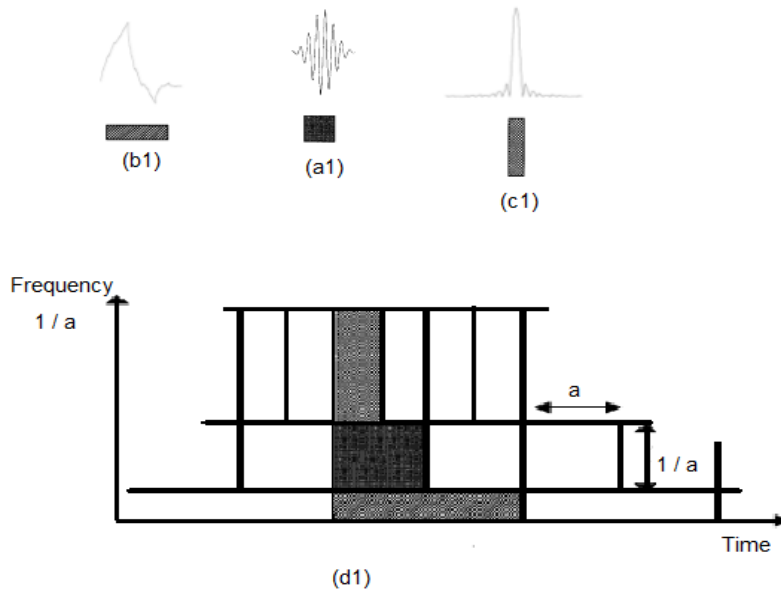 (b1)
(a1)
(c1)
Frequency
1 / a
a
1 / a
Time
(d1)